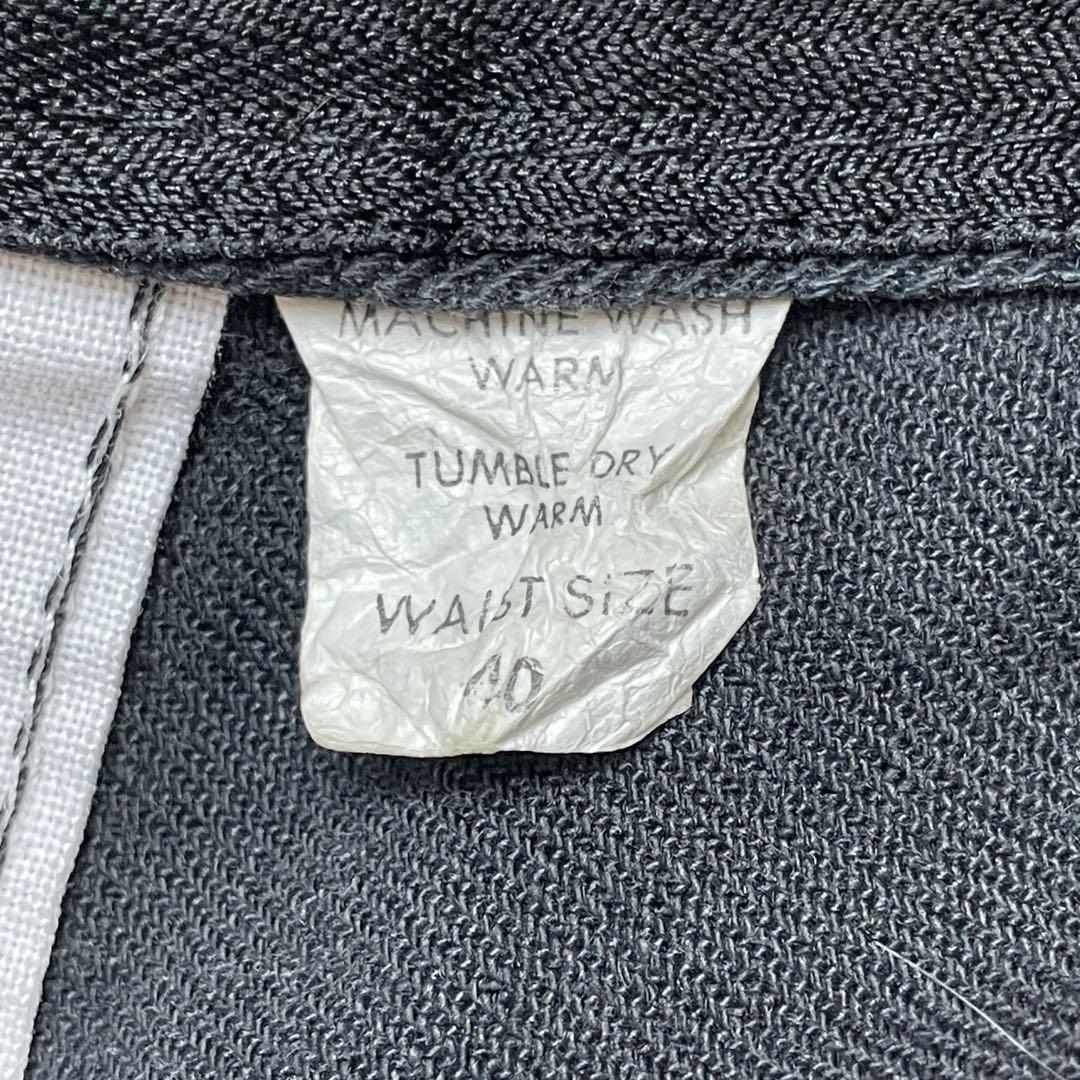 MACHINE WASH
WARM
TUMBLE DRY
WARM
WAIST SIZE
40